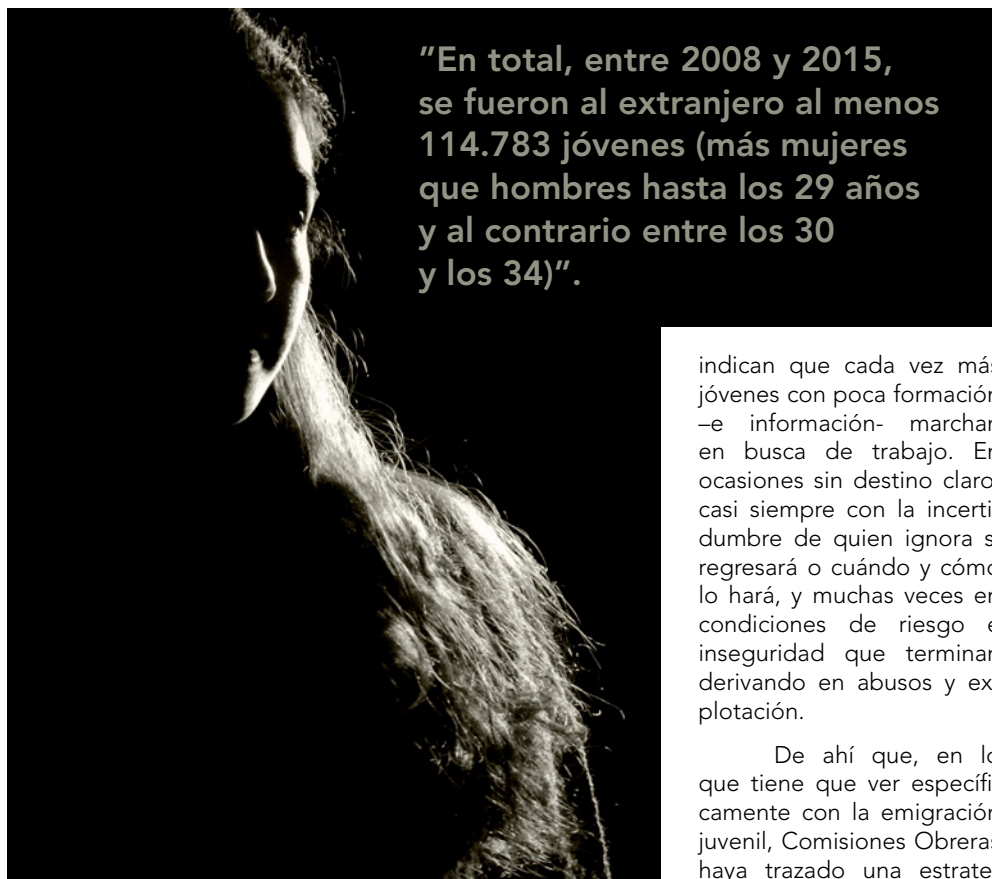 ”En total, entre 2008 y 2015,
se fueron al extranjero al menos
114.783 jóvenes (más mujeres
que hombres hasta los 29 años
y al contrario entre los 30
y los 34)”.
indican que cada vez más
jóvenes con poca formación
–e información- marchan
en busca de trabajo. En
ocasiones sin destino claro,
casi siempre con la incerti-
dumbre de quien ignora s
regresará o cuándo y cómo
lo hará, y muchas veces en
condiciones de riesgo e
inseguridad que terminan
derivando en abusos y ex-
plotación.
De ahí que, en lo
que tiene que ver específi-
camente con la emigración
juvenil, Comisiones Obreras
haya trazado una estrate-